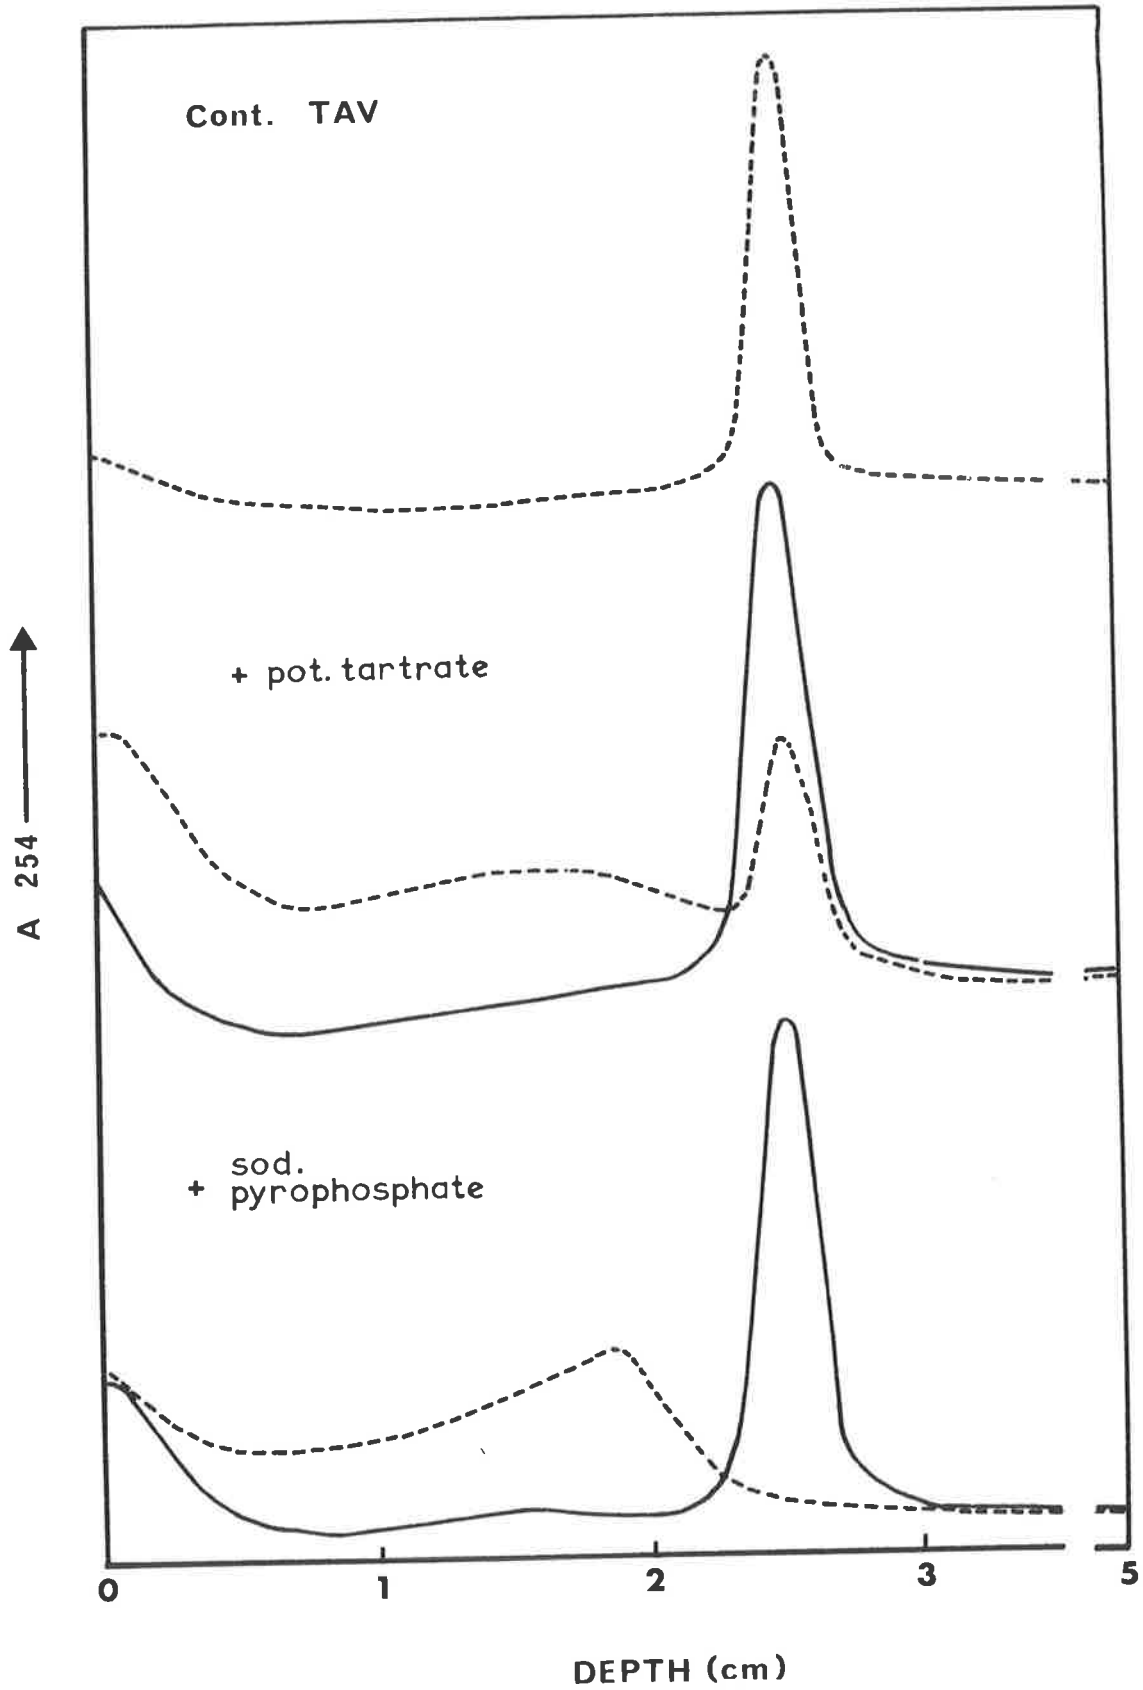 Cont. TAV
+ pot. tartrate
A 254
sod.
+ pyrophosphate
0 1 2 3 5
DEPTH (cm)